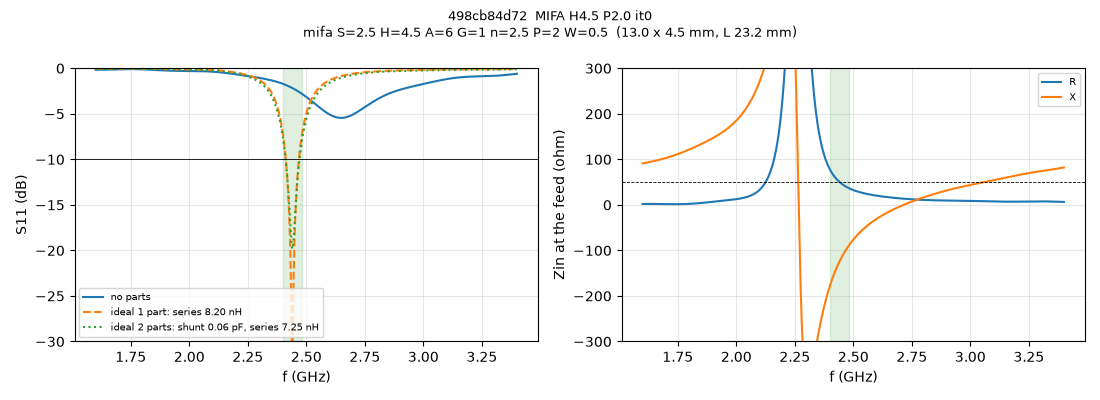 498cb84d72  MIFA H4.5 P2.0 it0
mifa S=2.5 H=4.5 A=6 G=1 n=2.5 P=2 W=0.5  (13.0 x 4.5 mm, L 23.2 mm)
S11 (dB)
0
−5
−10
−15
−20
−25
−30
no parts
ideal 1 part: series 8.20 nH
ideal 2 parts: shunt 0.06 pF, series 7.25 nH
1.75 2.00 2.25 2.50 2.75 3.00 3.25
f (GHz)
Zin at the feed (ohm)
300
200
100
0
−100
−200
−300
R
X
1.75 2.00 2.25 2.50 2.75 3.00 3.25
f (GHz)